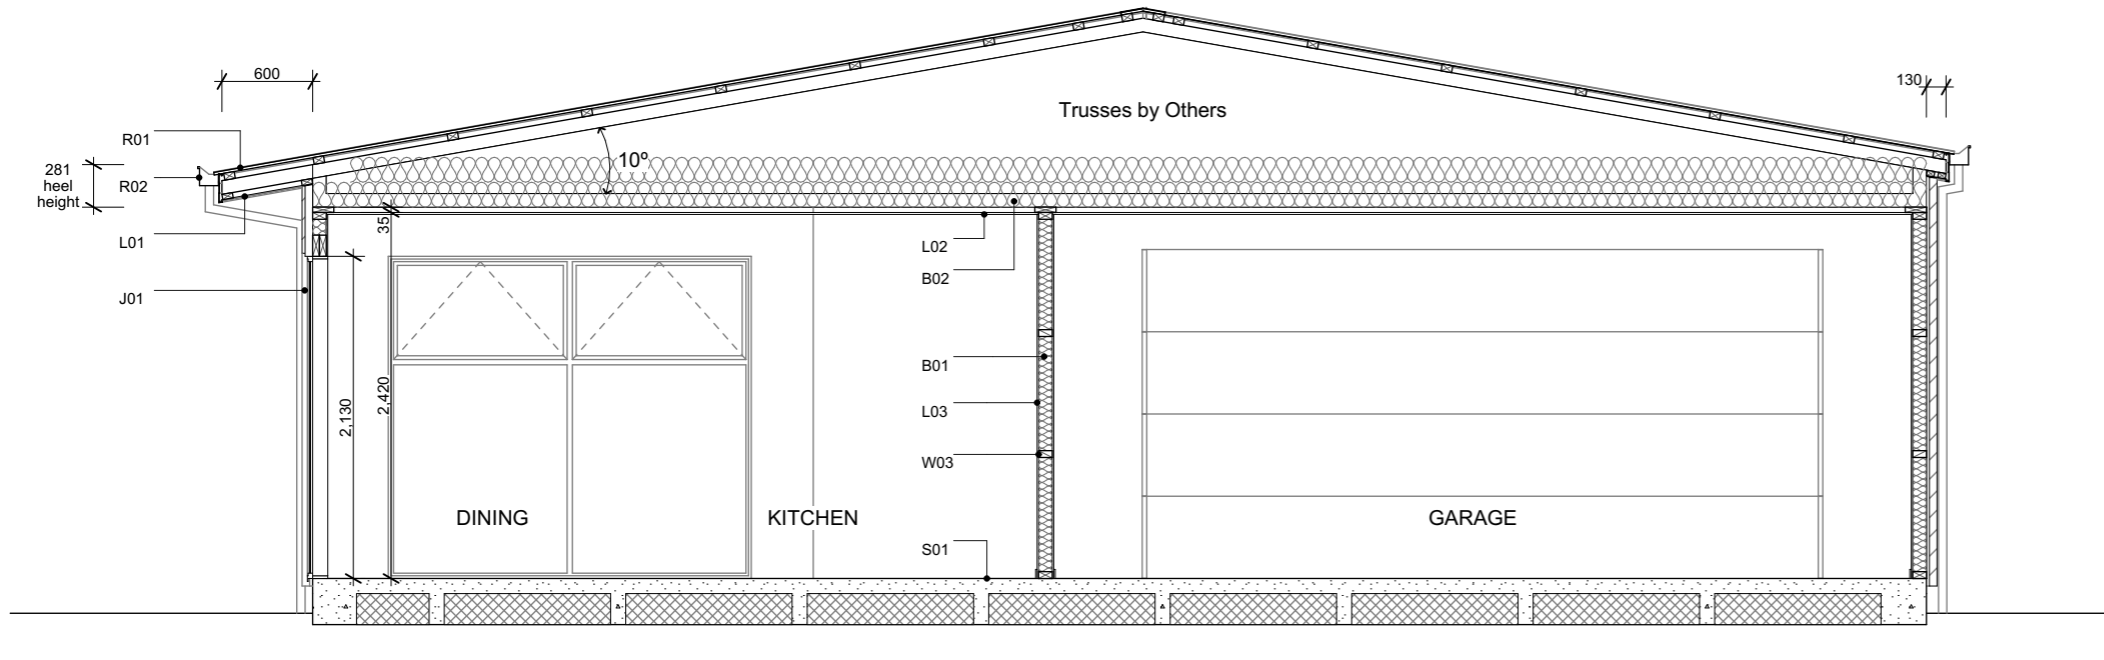 600
130
Trusses by Others
R01
10°
281
heel
height
R02
35
L01
L02
B02
J01
B01
2,420
2,130
L03
W03
DINING
KITCHEN
GARAGE
S01